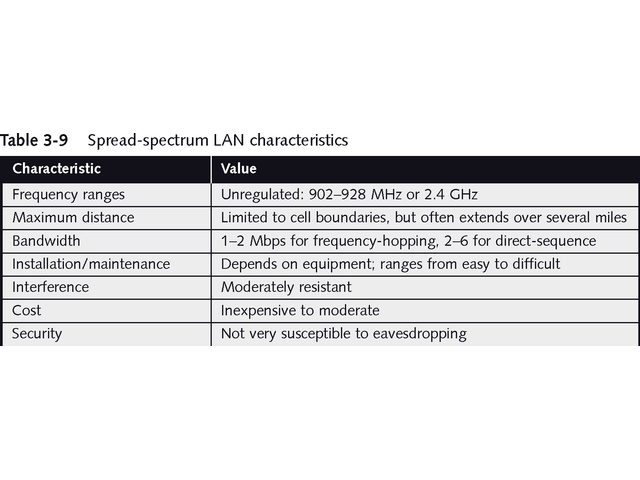 Table 3-9 Spread-spectrum LAN characteristics
Characteristic Value
Frequency ranges Unregulated: 902–928 MHz or 2.4 GHz
Maximum distance Limited to cell boundaries, but often extends over several miles
Bandwidth 1–2 Mbps for frequency-hopping, 2–6 for direct-sequence
Installation/maintenance Depends on equipment; ranges from easy to difficult
Interference Moderately resistant
Cost Inexpensive to moderate
Security Not very susceptible to eavesdropping